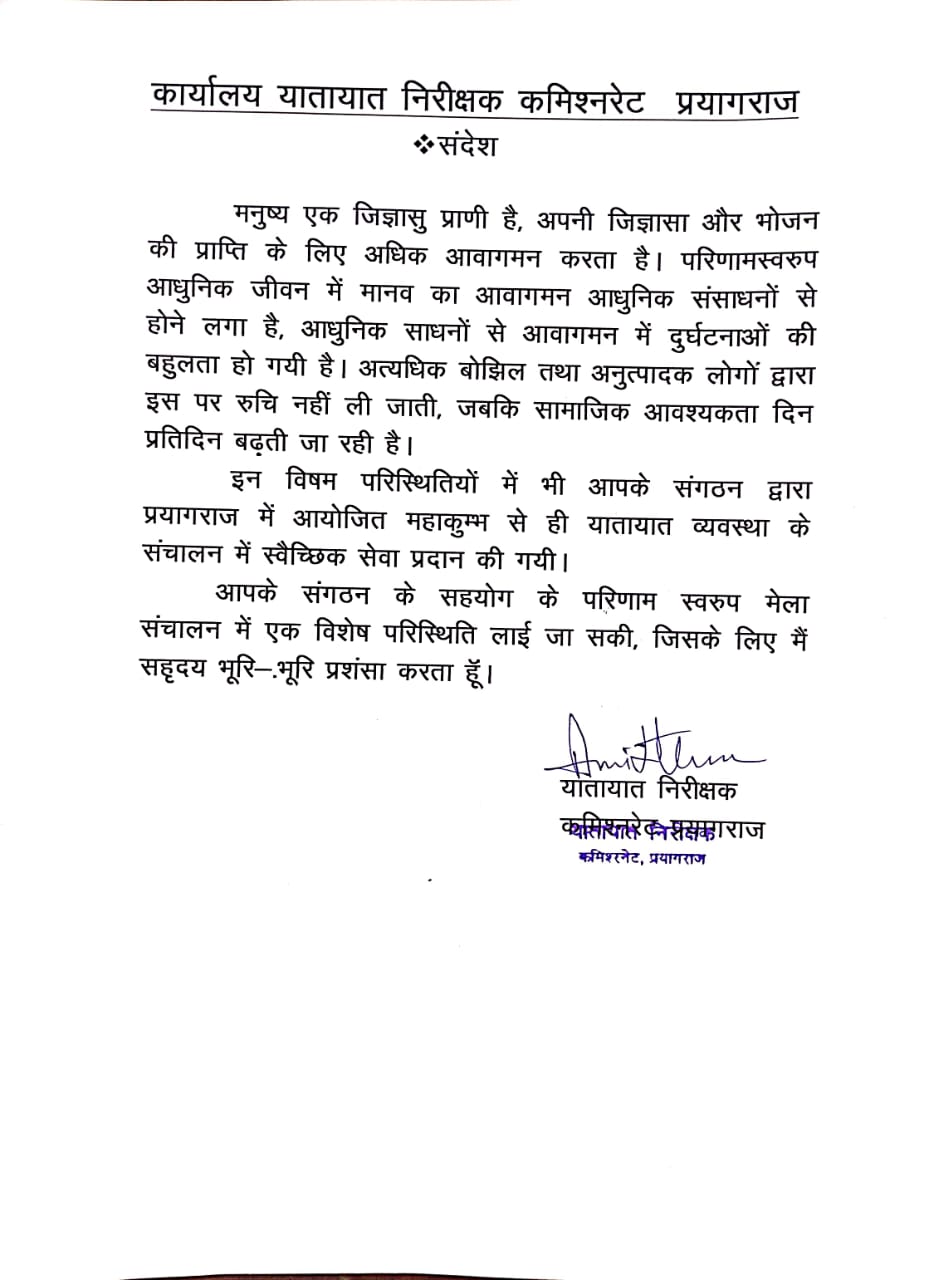 कार्यालय यातायात निरीक्षक कमिश्नरेट प्रयागराज
❖संदेश
मनुष्य एक जिज्ञासु प्राणी है, अपनी जिज्ञासा और भोजन
की प्राप्ति के लिए अधिक आवागमन करता है। परिणामस्वरुप
आधुनिक जीवन में मानव का आवागमन आधुनिक संसाधनों से
होने लगा है, आधुनिक साधनों से आवागमन में दुर्घटनाओं की
बहुलता हो गयी है। अत्यधिक बोझिल तथा अनुत्पादक लोगों द्वारा
इस पर रुचि नहीं ली जाती, जबकि सामाजिक आवश्यकता दिन
प्रतिदिन बढ़ती जा रही है।
इन विषम परिस्थितियों में भी आपके संगठन द्वारा
प्रयागराज में आयोजित महाकुम्भ से ही यातायात व्यवस्था के
संचालन में स्वैच्छिक सेवा प्रदान की गयी।
आपके संगठन के सहयोग के परिणाम स्वरुप मेला
संचालन में एक विशेष परिस्थिति लाई जा सकी, जिसके लिए मैं
सहृदय भूरि–.भूरि प्रशंसा करता हूॅं।
यातायात निरीक्षक
कमिश्नरेट प्रयागराज
यातायात निरीक्षक
कमिश्नरेट, प्रयागराज